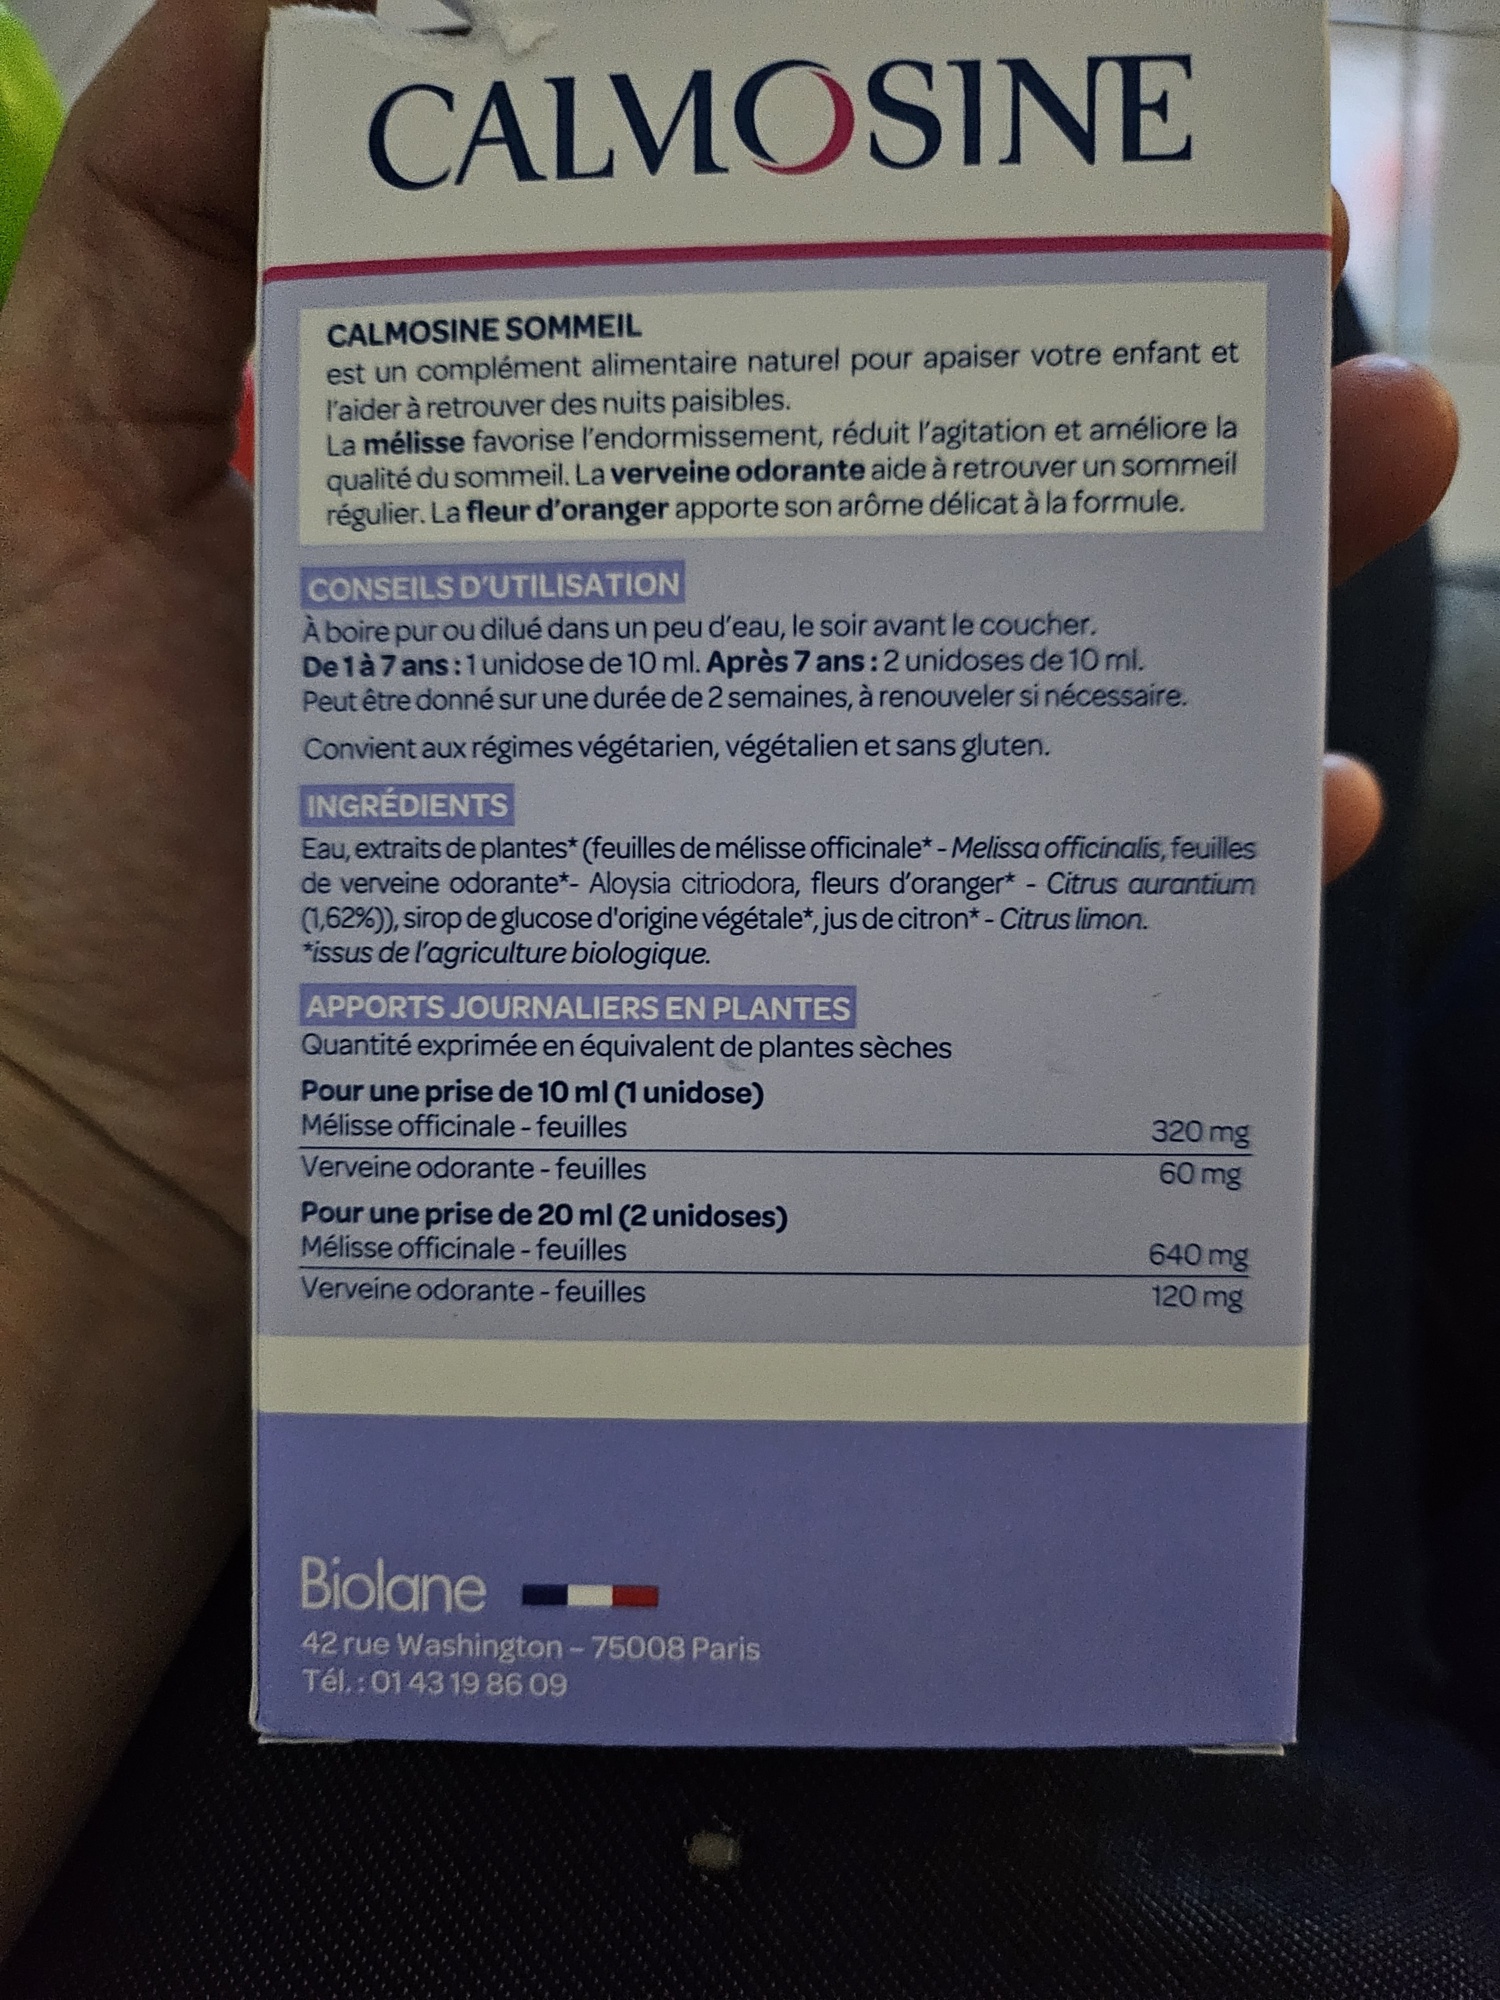 CALMOSINE
CALMOSINE SOMMEIL
est un complément alimentaire naturel pour apaiser votre enfant et
l'aider à retrouver des nuits paisibles.
La mélisse favorise l'endormissement, réduit l'agitation et améliore la
qualité du sommeil. La verveine odorante aide à retrouver un sommeil
régulier. La fleur d'oranger apporte son arôme délicat à la formule.
CONSEILS D'UTILISATION
À boire pur ou dilué dans un peu d'eau, le soir avant le coucher.
De 1 à 7 ans : 1 unidose de 10 ml. Après 7 ans : 2 unidoses de 10 ml.
Peut être donné sur une durée de 2 semaines, à renouveler si nécessaire.
Convient aux régimes végétarien, végétalien et sans gluten.
INGRÉDIENTS
Eau, extraits de plantes* (feuilles de mélisse officinale* - Melissa officinalis, feuilles
de verveine odorante*- Aloysia citriodora, fleurs d'oranger* - Citrus aurantium
(1,62%)), sirop de glucose d'origine végétale*, jus de citron* - Citrus limon.
*issus de l'agriculture biologique.
APPORTS JOURNALIERS EN PLANTES
Quantité exprimée en équivalent de plantes sèches
Pour une prise de 10 ml (1 unidose)
Mélisse officinale - feuilles 320 mg
Verveine odorante - feuilles 60 mg
Pour une prise de 20 ml (2 unidoses)
Mélisse officinale - feuilles 640 mg
Verveine odorante - feuilles 120 mg
Biolane
42 rue Washington – 75008 Paris
Tél. : 01 43 19 86 09